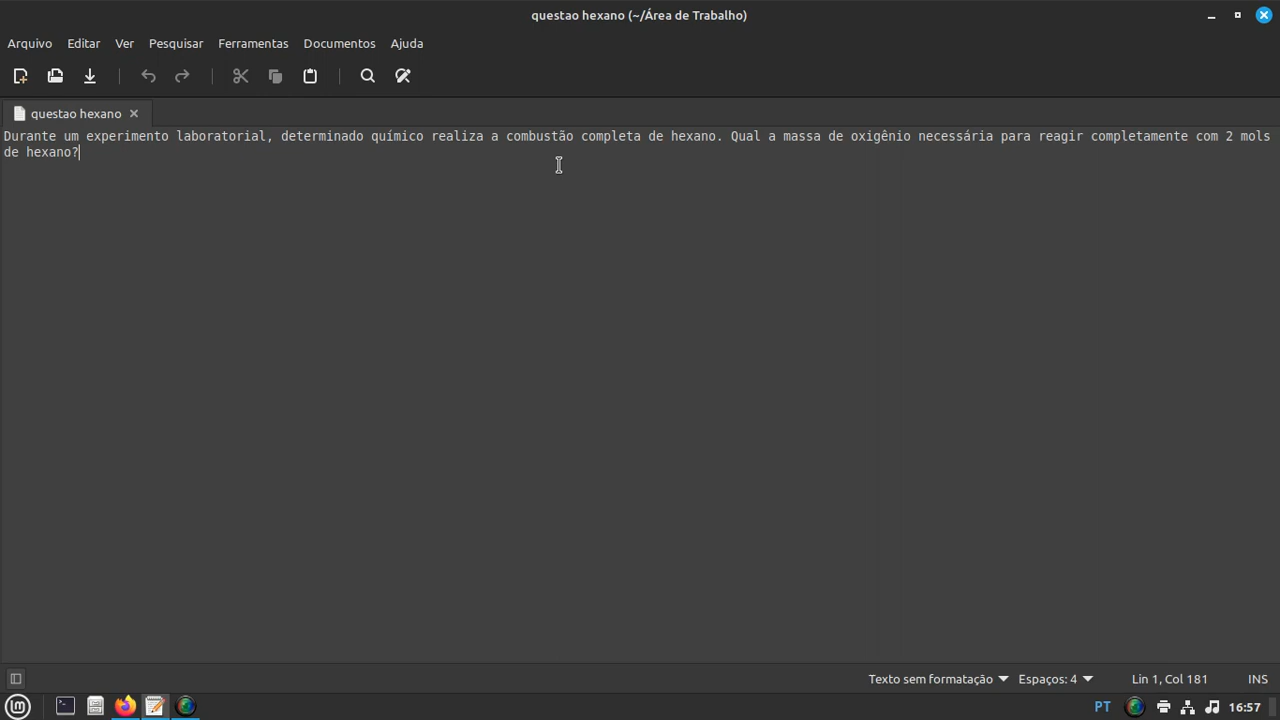 questao hexano (~/Área de Trabalho)
Arquivo Editar Ver Pesquisar Ferramentas Documentos Ajuda
questao hexano
Durante um experimento laboratorial, determinado químico realiza a combustão completa de hexano. Qual a massa de oxigênio necessária para reagir completamente com 2 mols
de hexano?
Texto sem formatação Espaços: 4 Lin 1, Col 181 INS
PT 16:57